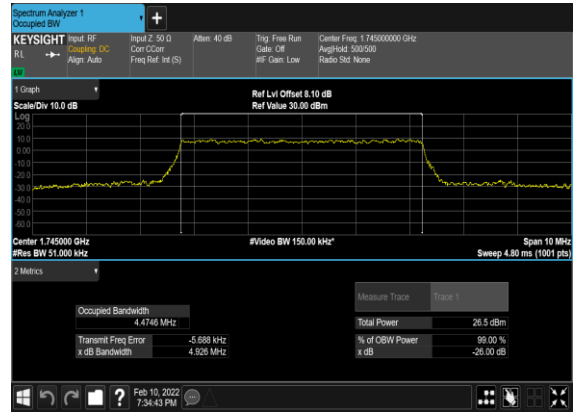 Spectrum Analyzer 1
Occupied BW
+
KEYSIGHT Input: RF Input Z: 50 Ω Atten: 40 dB Trig: Free Run Center Freq: 1.745000000 GHz
RL Coupling: DC Corr CCorr Gate: Off Avg|Hold: 500/500
Align: Auto Freq Ref: Int (S) #IF Gain: Low Radio Std: None
LW
1 Graph
Ref Lvl Offset 8.10 dB
Scale/Div 10.0 dB Ref Value 30.00 dBm
Log
20.0
10.0
0.00
-10.0
-20.0
-30.0
-40.0
-50.0
-60.0
Center 1.745000 GHz #Video BW 150.00 kHz* Span 10 MHz
#Res BW 51.000 kHz Sweep 4.80 ms (1001 pts)
2 Metrics
Measure Trace Trace 1
Occupied Bandwidth
4.4746 MHz Total Power 26.5 dBm
Transmit Freq Error -5.688 kHz % of OBW Power 99.00 %
x dB Bandwidth 4.926 MHz x dB -26.00 dB
? Feb 10, 2022
7:34:43 PM